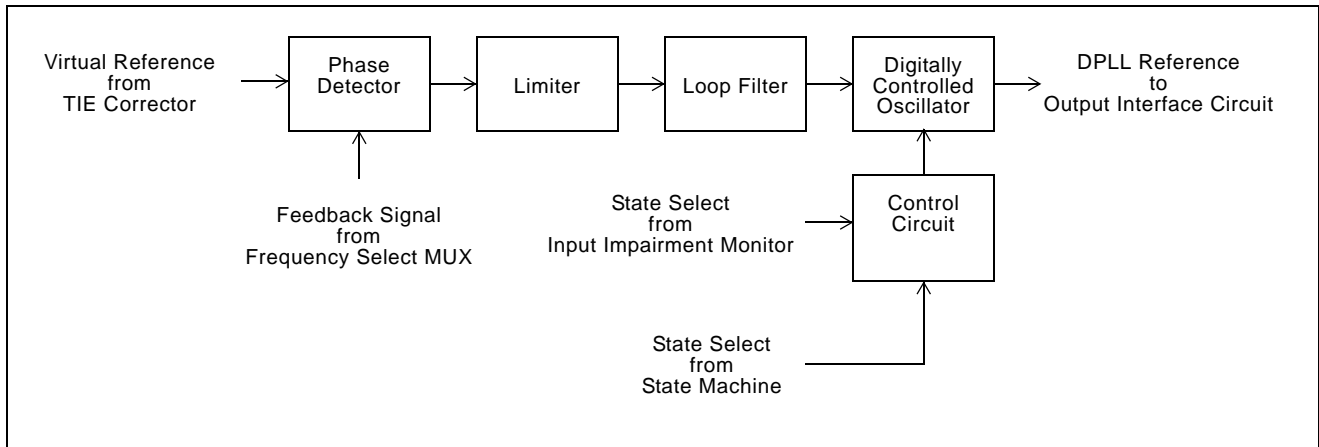 Virtual Reference
from
TIE Corrector
Phase
Detector
Limiter
Loop Filter
Digitally
Controlled
Oscillator
DPLL Reference
to
Output Interface Circuit
Feedback Signal
from
Frequency Select MUX
State Select
from
Input Impairment Monitor
Control
Circuit
State Select
from
State Machine